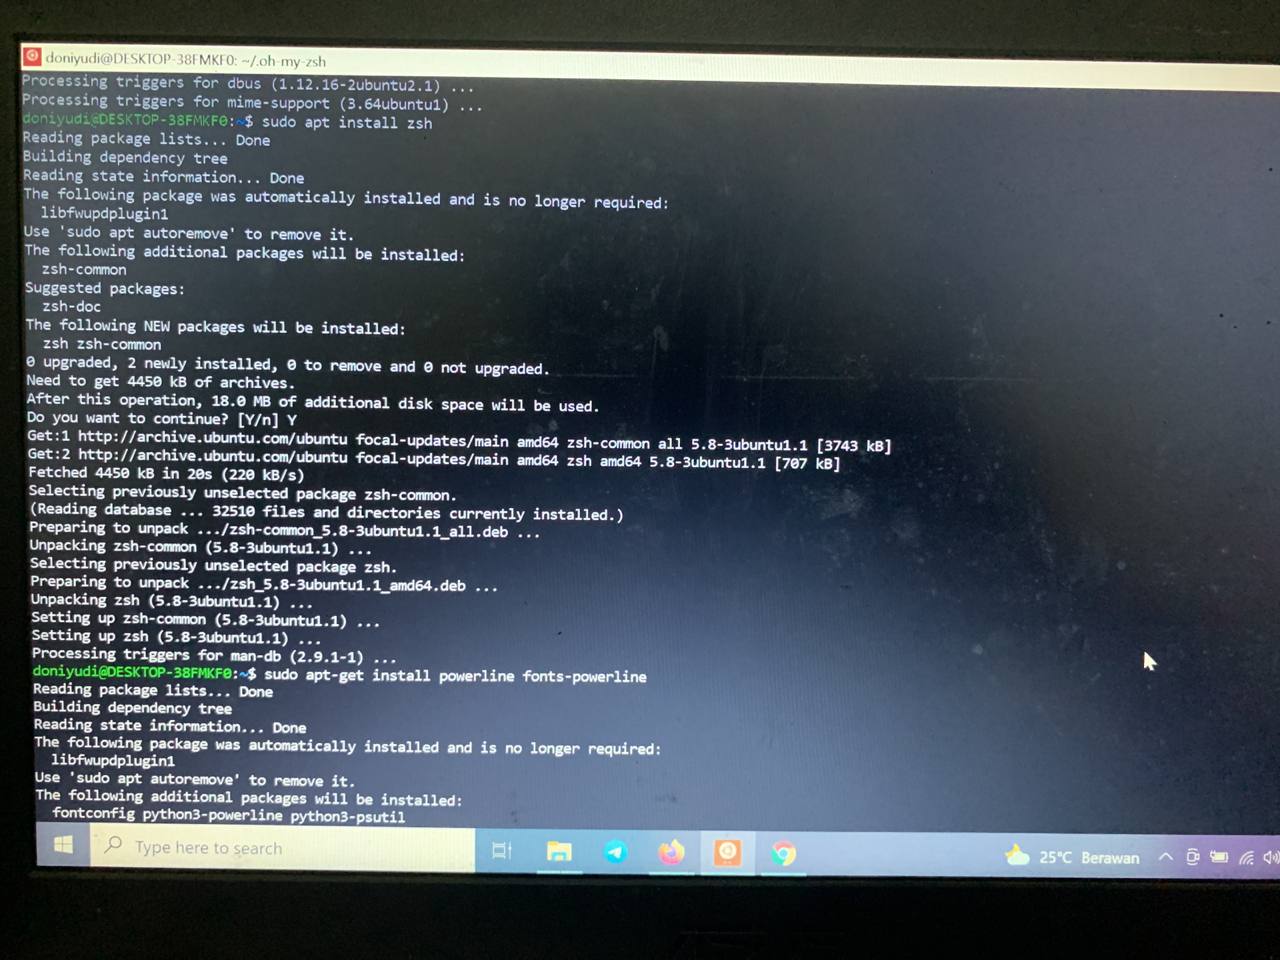 doniyudi@DESKTOP-38FMKF0: ~/.oh-my-zsh
Processing triggers for dbus (1.12.16-2ubuntu2.1) ...
Processing triggers for mime-support (3.64ubuntu1) ...
doniyudi@DESKTOP-38FMKF0:~$ sudo apt install zsh
Reading package lists... Done
Building dependency tree
Reading state information... Done
The following package was automatically installed and is no longer required:
  libfwupdplugin1
Use 'sudo apt autoremove' to remove it.
The following additional packages will be installed:
  zsh-common
Suggested packages:
  zsh-doc
The following NEW packages will be installed:
  zsh zsh-common
0 upgraded, 2 newly installed, 0 to remove and 0 not upgraded.
Need to get 4450 kB of archives.
After this operation, 18.0 MB of additional disk space will be used.
Do you want to continue? [Y/n] Y
Get:1 http://archive.ubuntu.com/ubuntu focal-updates/main amd64 zsh-common all 5.8-3ubuntu1.1 [3743 kB]
Get:2 http://archive.ubuntu.com/ubuntu focal-updates/main amd64 zsh amd64 5.8-3ubuntu1.1 [707 kB]
Fetched 4450 kB in 20s (220 kB/s)
Selecting previously unselected package zsh-common.
(Reading database ... 32510 files and directories currently installed.)
Preparing to unpack .../zsh-common_5.8-3ubuntu1.1_all.deb ...
Unpacking zsh-common (5.8-3ubuntu1.1) ...
Selecting previously unselected package zsh.
Preparing to unpack .../zsh_5.8-3ubuntu1.1_amd64.deb ...
Unpacking zsh (5.8-3ubuntu1.1) ...
Setting up zsh-common (5.8-3ubuntu1.1) ...
Setting up zsh (5.8-3ubuntu1.1) ...
Processing triggers for man-db (2.9.1-1) ...
doniyudi@DESKTOP-38FMKF0:~$ sudo apt-get install powerline fonts-powerline
Reading package lists... Done
Building dependency tree
Reading state information... Done
The following package was automatically installed and is no longer required:
  libfwupdplugin1
Use 'sudo apt autoremove' to remove it.
The following additional packages will be installed:
  fontconfig python3-powerline python3-psutil
Type here to search
25°C Berawan